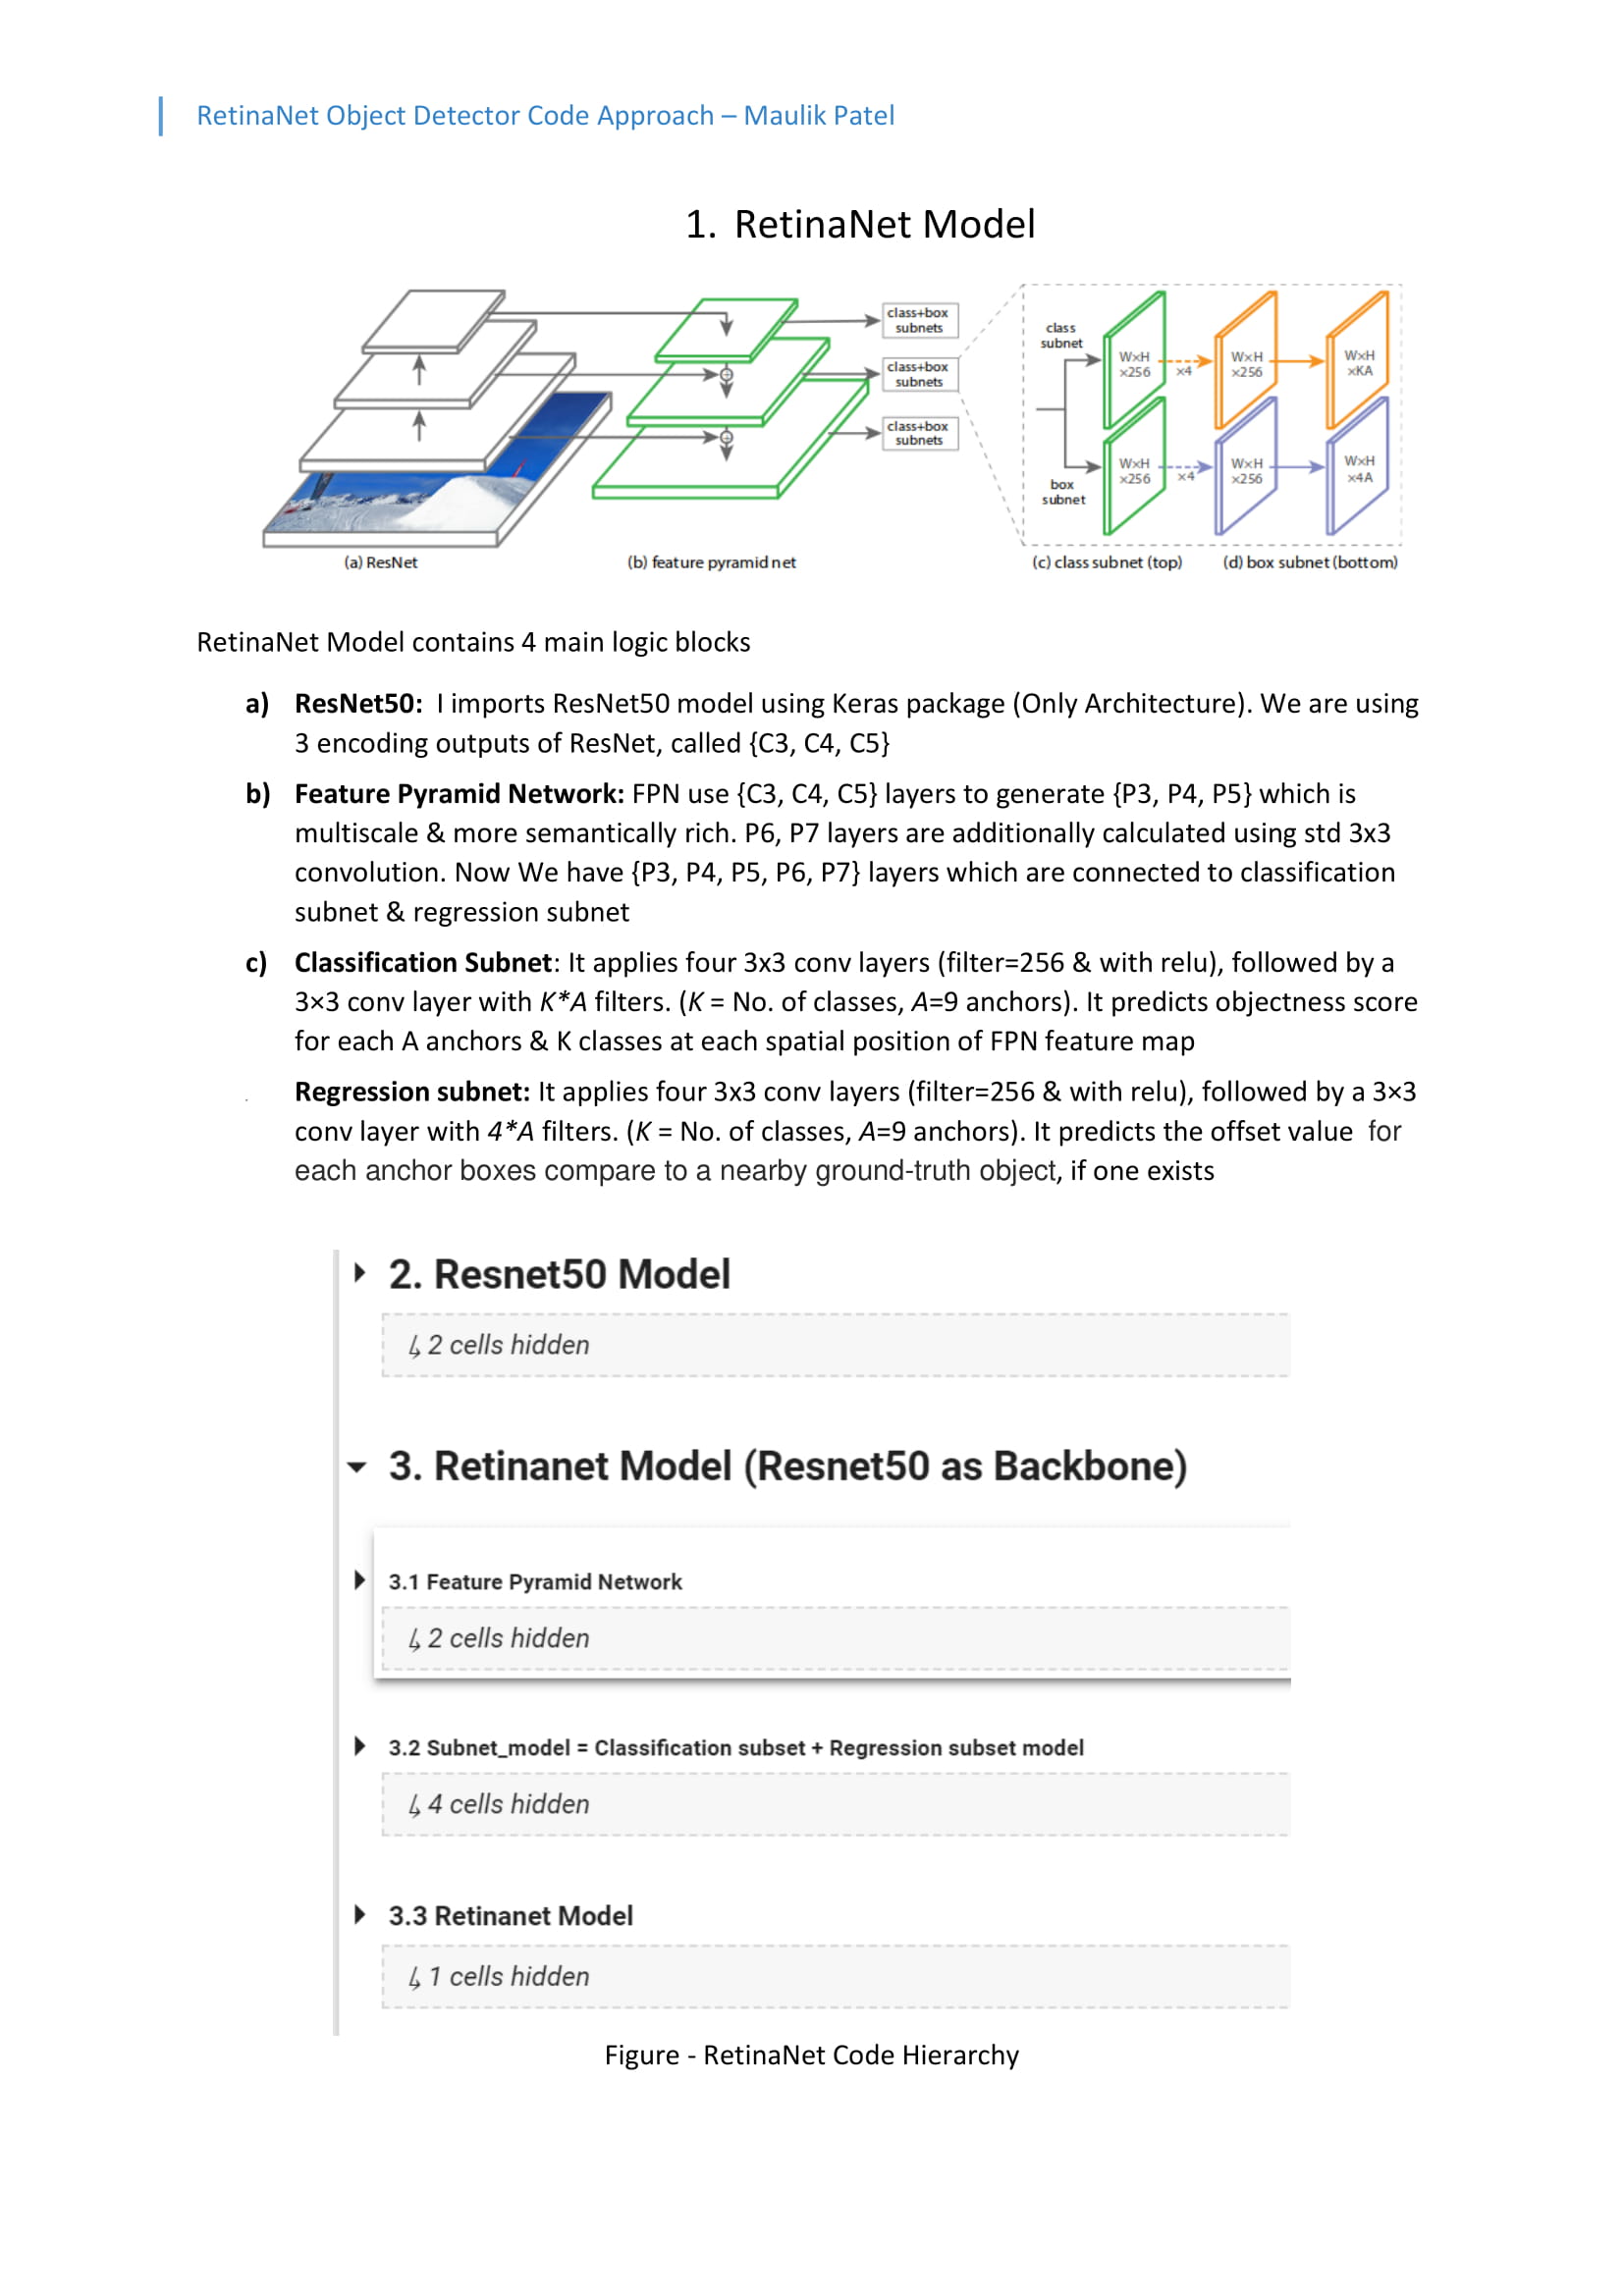 RetinaNet Object Detector Code Approach – Maulik Patel
1. RetinaNet Model
class+box
subnets
class+box
subnets
class+box
subnets
class
subnet
box
subnet
W×H
×256
×4
W×H
×256
W×H
×KA
W×H
×256
×4
W×H
×256
W×H
×4A
(a) ResNet
(b) feature pyramid net
(c) class subnet (top)
(d) box subnet (bottom)
RetinaNet Model contains 4 main logic blocks
a) ResNet50: I imports ResNet50 model using Keras package (Only Architecture). We are using
3 encoding outputs of ResNet, called {C3, C4, C5}
b) Feature Pyramid Network: FPN use {C3, C4, C5} layers to generate {P3, P4, P5} which is
multiscale & more semantically rich. P6, P7 layers are additionally calculated using std 3x3
convolution. Now We have {P3, P4, P5, P6, P7} layers which are connected to classification
subnet & regression subnet
c) Classification Subnet: It applies four 3x3 conv layers (filter=256 & with relu), followed by a
3×3 conv layer with K*A filters. (K = No. of classes, A=9 anchors). It predicts objectness score
for each A anchors & K classes at each spatial position of FPN feature map
Regression subnet: It applies four 3x3 conv layers (filter=256 & with relu), followed by a 3×3
conv layer with 4*A filters. (K = No. of classes, A=9 anchors). It predicts the offset value for
each anchor boxes compare to a nearby ground-truth object, if one exists
2. Resnet50 Model
↳ 2 cells hidden
3. Retinanet Model (Resnet50 as Backbone)
3.1 Feature Pyramid Network
↳ 2 cells hidden
3.2 Subnet_model = Classification subset + Regression subset model
↳ 4 cells hidden
3.3 Retinanet Model
↳ 1 cells hidden
Figure - RetinaNet Code Hierarchy